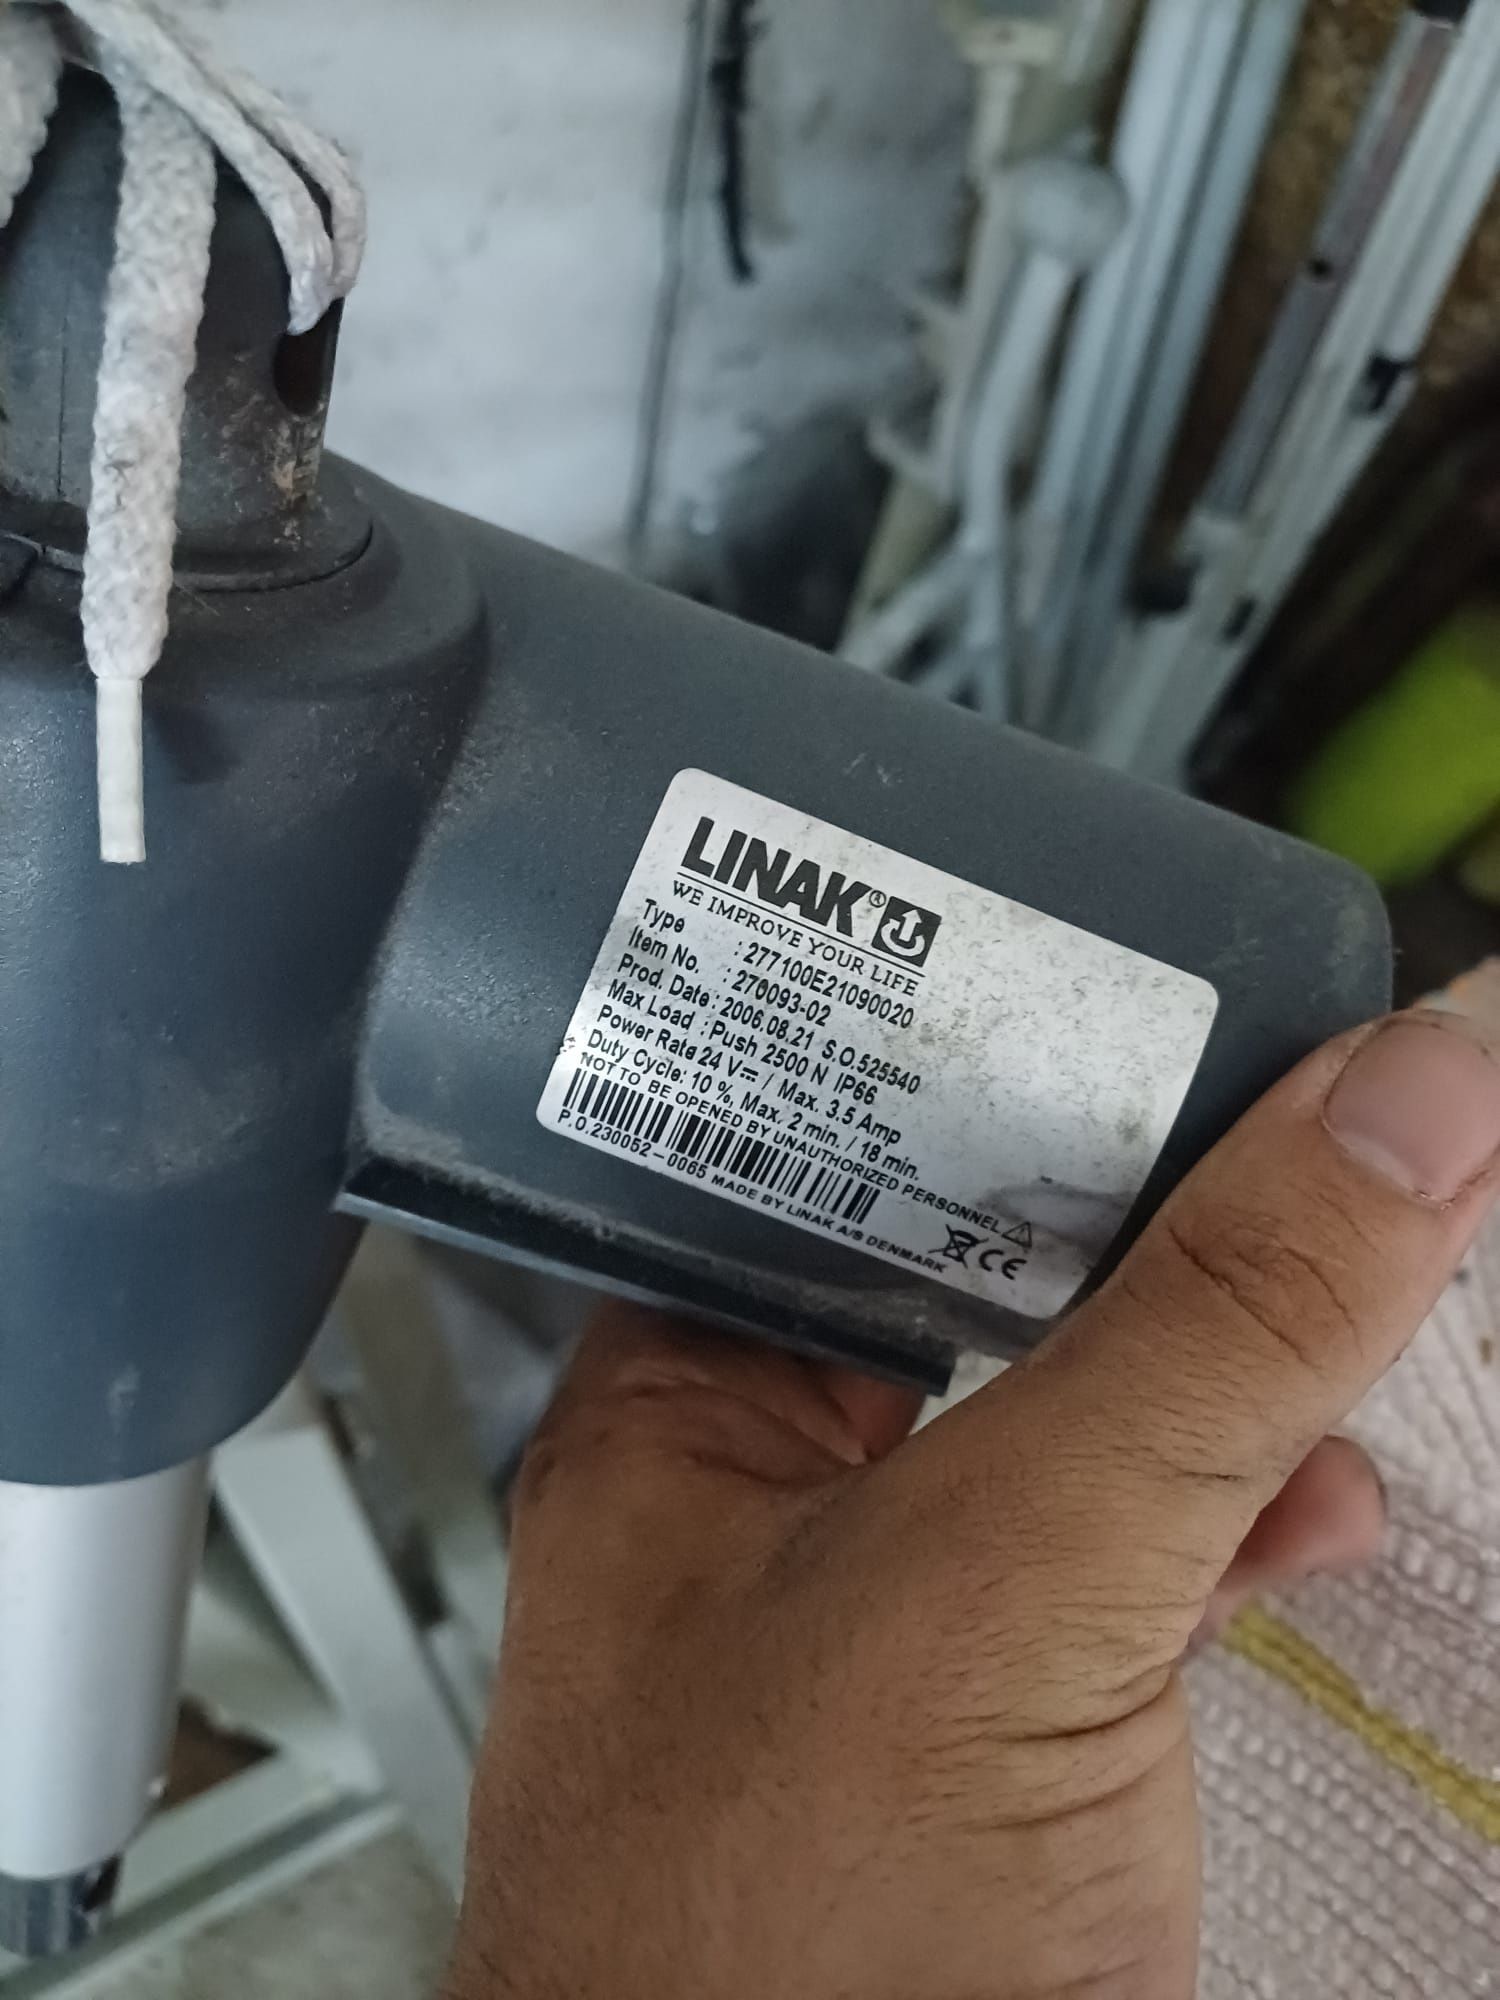 LINAK®
WE IMPROVE YOUR LIFE
Type : 277100E21090020
Item No. : 270093-02
Prod. Date : 2006.08.21 S.O.525540
Max Load : Push 2500 N IP66
Power Rate 24 V⎓ / Max. 3.5 Amp
Duty Cycle: 10 %, Max. 2 min. / 18 min.
NOT TO BE OPENED BY UNAUTHORIZED PERSONNEL
P.O.230052-0065 MADE BY LINAK A/S DENMARK CE